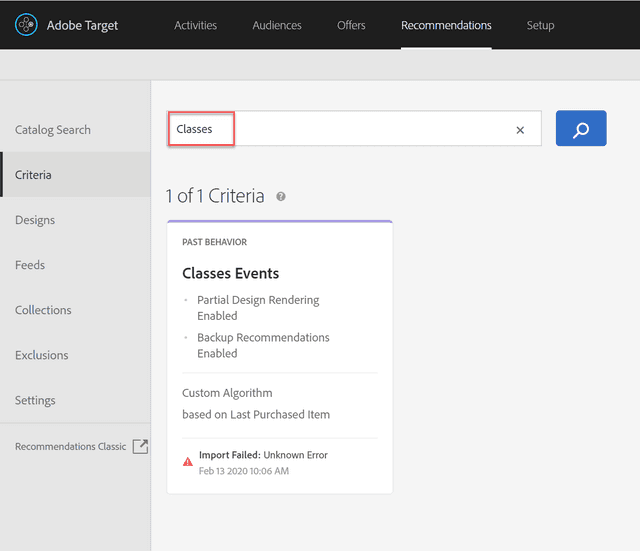 Adobe Target
Activities
Audiences
Offers
Recommendations
Setup
Catalog Search
Criteria
Designs
Feeds
Collections
Exclusions
Settings
Recommendations Classic
Classes
1 of 1 Criteria
PAST BEHAVIOR
Classes Events
Partial Design Rendering
Enabled
Backup Recommendations
Enabled
Custom Algorithm
based on Last Purchased Item
Import Failed: Unknown Error
Feb 13 2020 10:06 AM